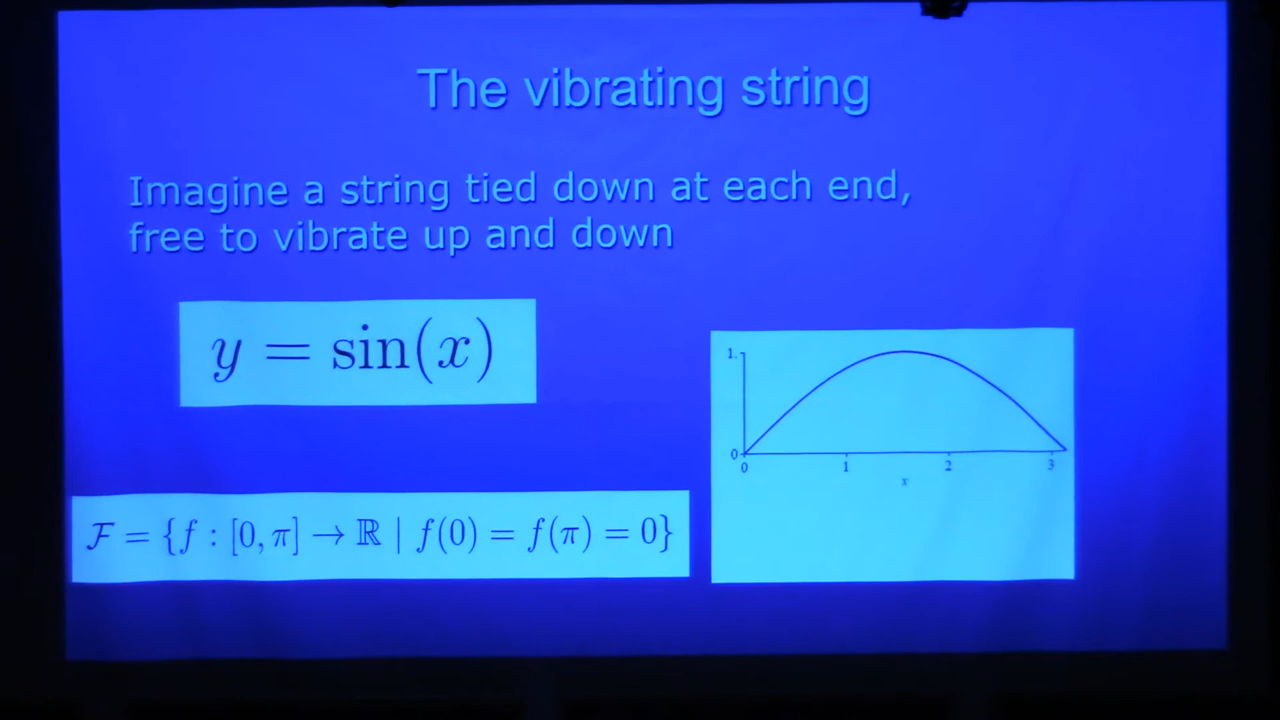 The vibrating string
Imagine a string tied down at each end,
free to vibrate up and down
y = sin(x)
1.
0
0 1 2 3
x
ℱ = {f : [0, π] → ℝ | f(0) = f(π) = 0}